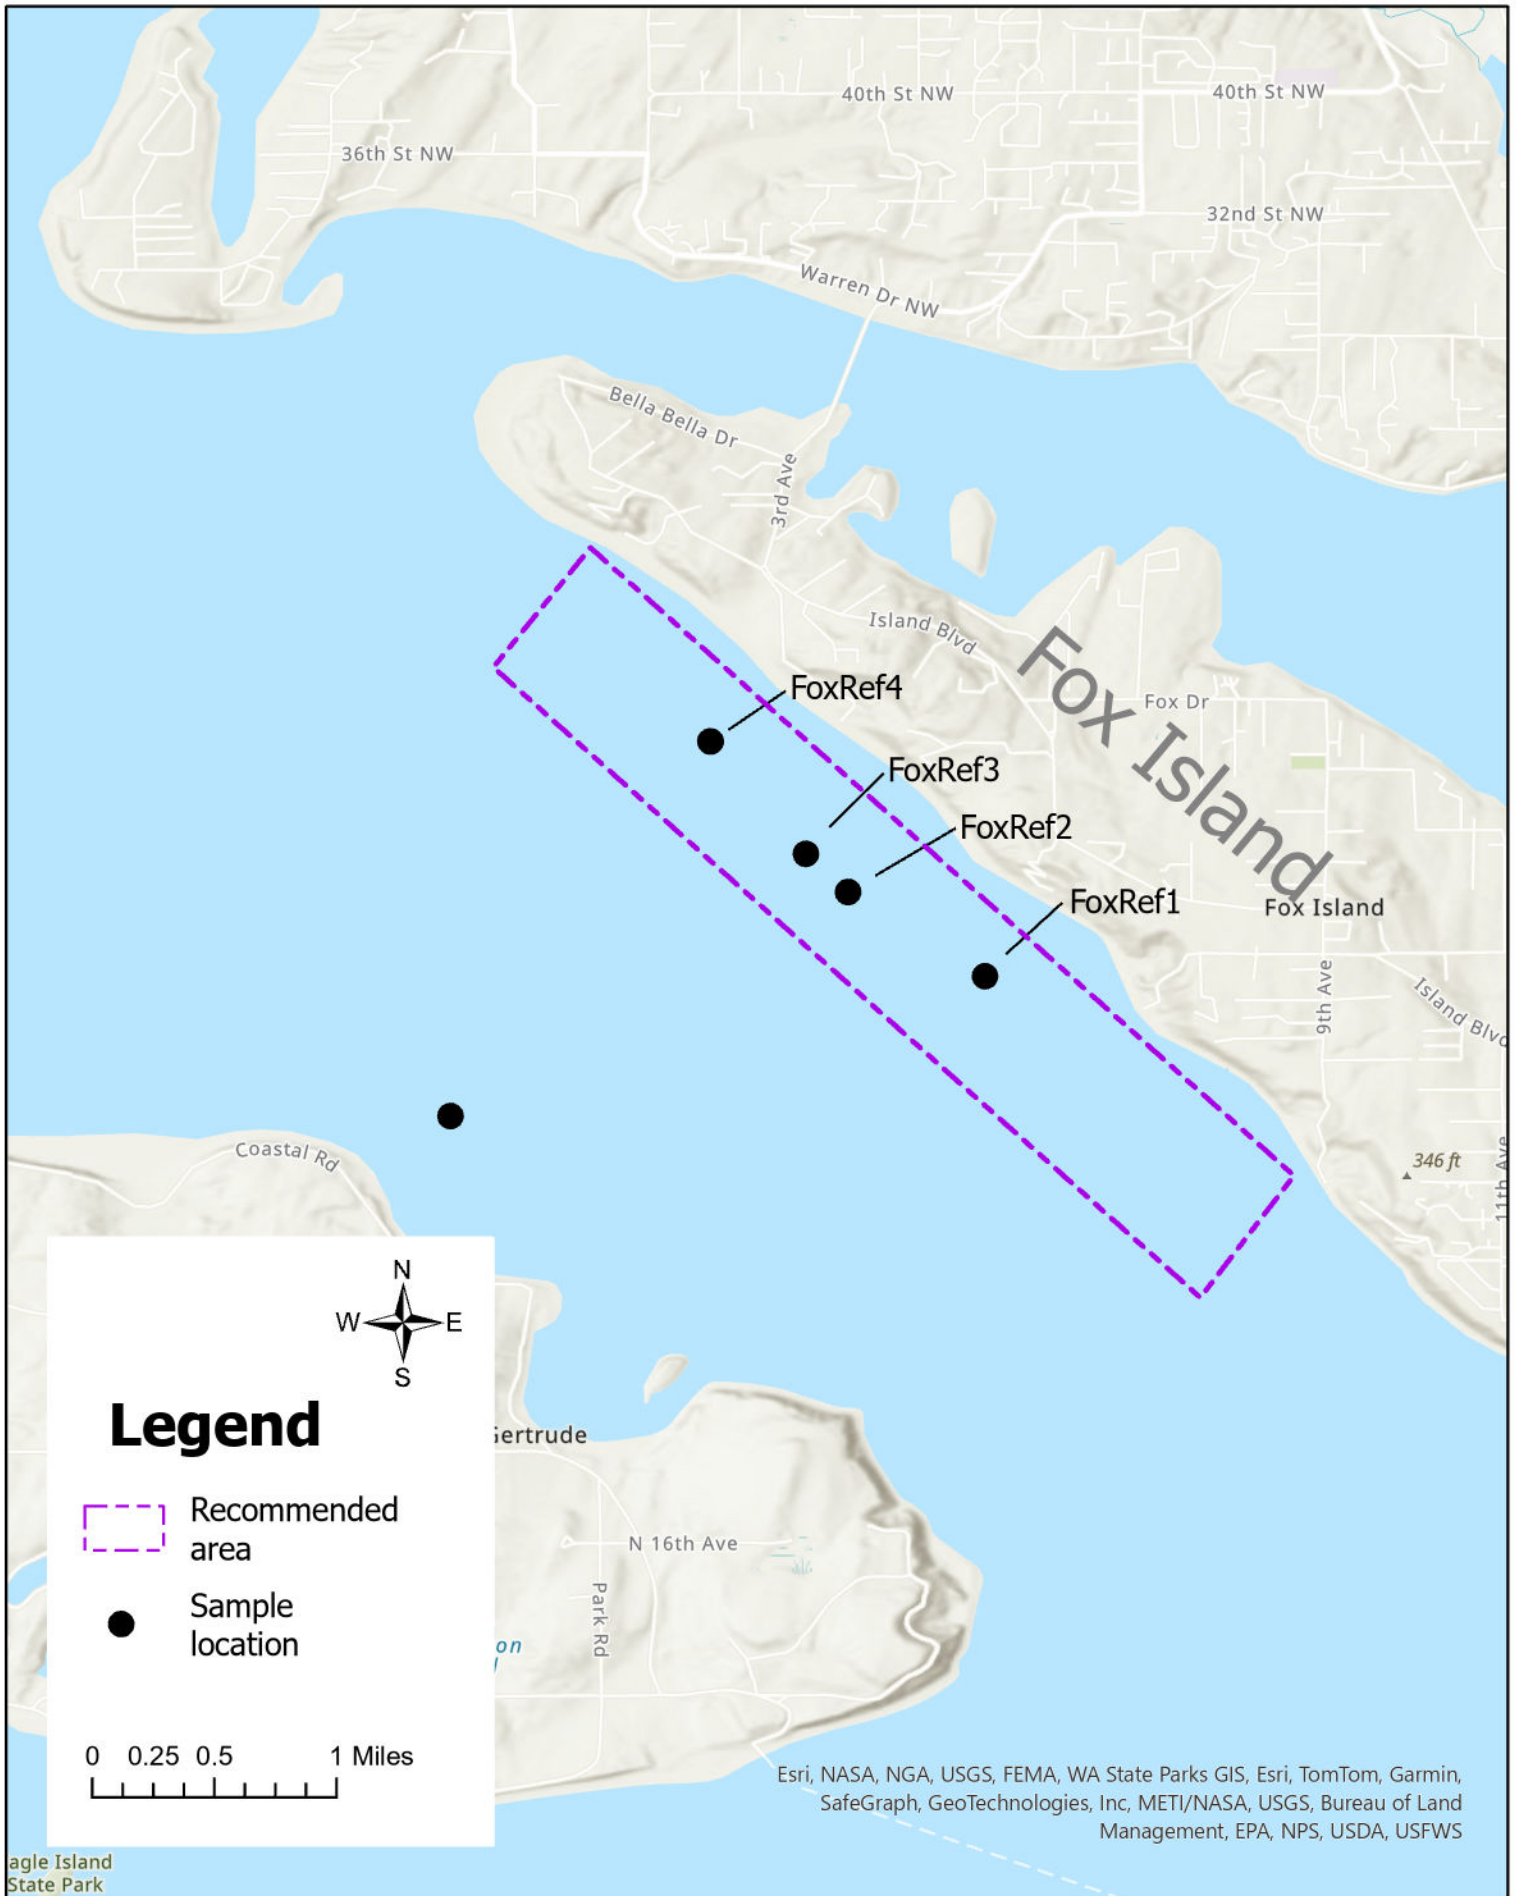 40th St NW
40th St NW
36th St NW
32nd St NW
Warren Dr NW
Bella Bella Dr
3rd Ave
Island Blvd
Fox Island
FoxRef4
Fox Dr
FoxRef3
FoxRef2
FoxRef1
Fox Island
9th Ave
Island Blvd
Coastal Rd
346 ft
11th Ave
N
W E
S
Legend
Gertrude
Recommended
area
N 16th Ave
Park Rd
Sample
location
on
0 0.25 0.5 1 Miles
Esri, NASA, NGA, USGS, FEMA, WA State Parks GIS, Esri, TomTom, Garmin,
SafeGraph, GeoTechnologies, Inc, METI/NASA, USGS, Bureau of Land
Management, EPA, NPS, USDA, USFWS
agle Island
State Park